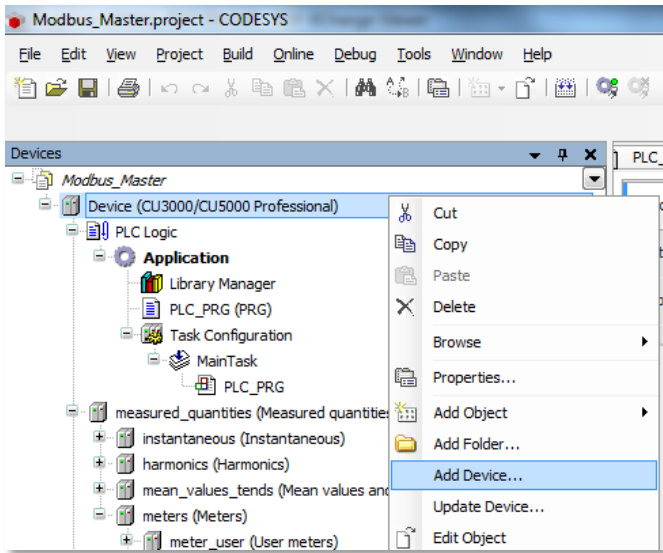 Modbus_Master.project - CODESYS
File Edit View Project Build Online Debug Tools Window Help
Devices
PLC_
Modbus_Master
Device (CU3000/CU5000 Professional)
PLC Logic
Application
Library Manager
PLC_PRG (PRG)
Task Configuration
MainTask
PLC_PRG
measured_quantities (Measured quantities
instantaneous (Instantaneous)
harmonics (Harmonics)
mean_values_tends (Mean values and
meters (Meters)
meter_user (User meters)
Cut
Copy
Paste
Delete
Browse
Properties...
Add Object
Add Folder...
Add Device...
Update Device...
Edit Object